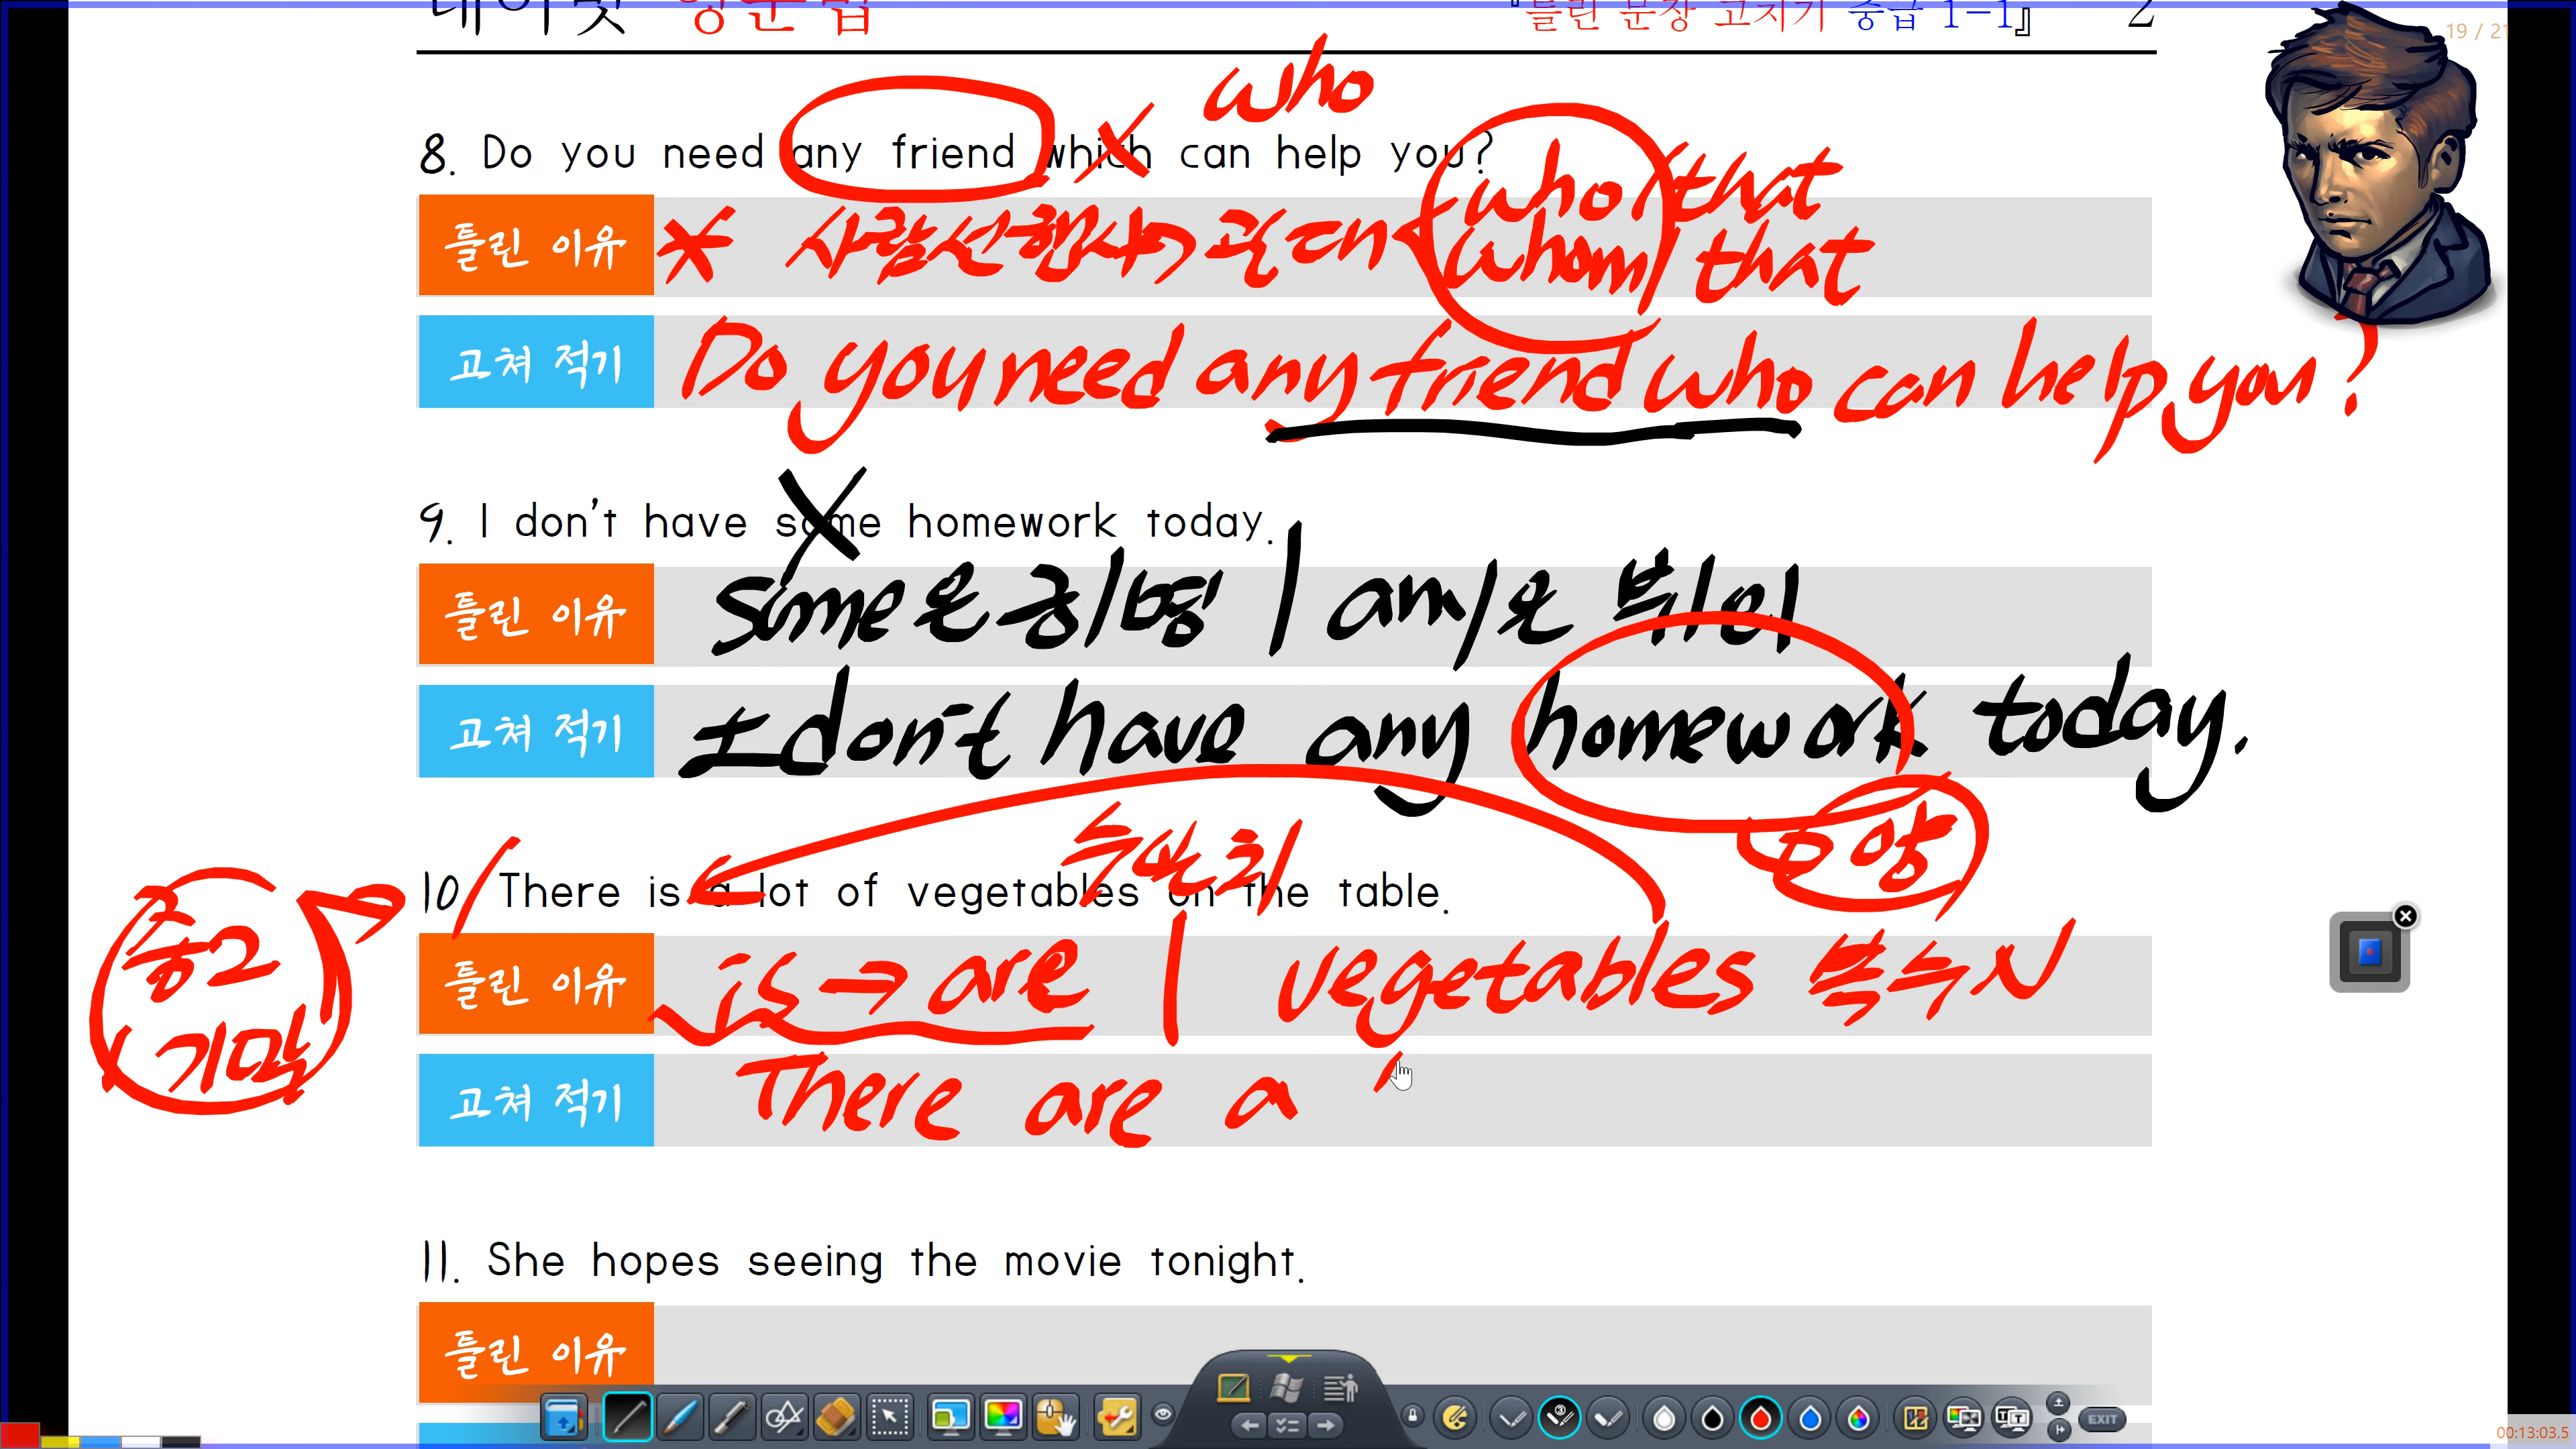 영문법 『틀린 문장 고치기 중급 1-1』 2
19 / 21
who
8. Do you need any friend which can help you?
who/that
틀린 이유 * 사람선행사 관대
whom/that
고쳐 적기 Do you need any friend who can help you?
9. I don't have some homework today.
틀린 이유 some은 긍/평 | any은 부/의
고쳐 적기 I don't have any homework today.
양
수일치
10. There is a lot of vegetables on the table.
중2
기말
틀린 이유 is → are | vegetables 복수
고쳐 적기 There are a
11. She hopes seeing the movie tonight.
틀린 이유
EXIT
00:13:03.5